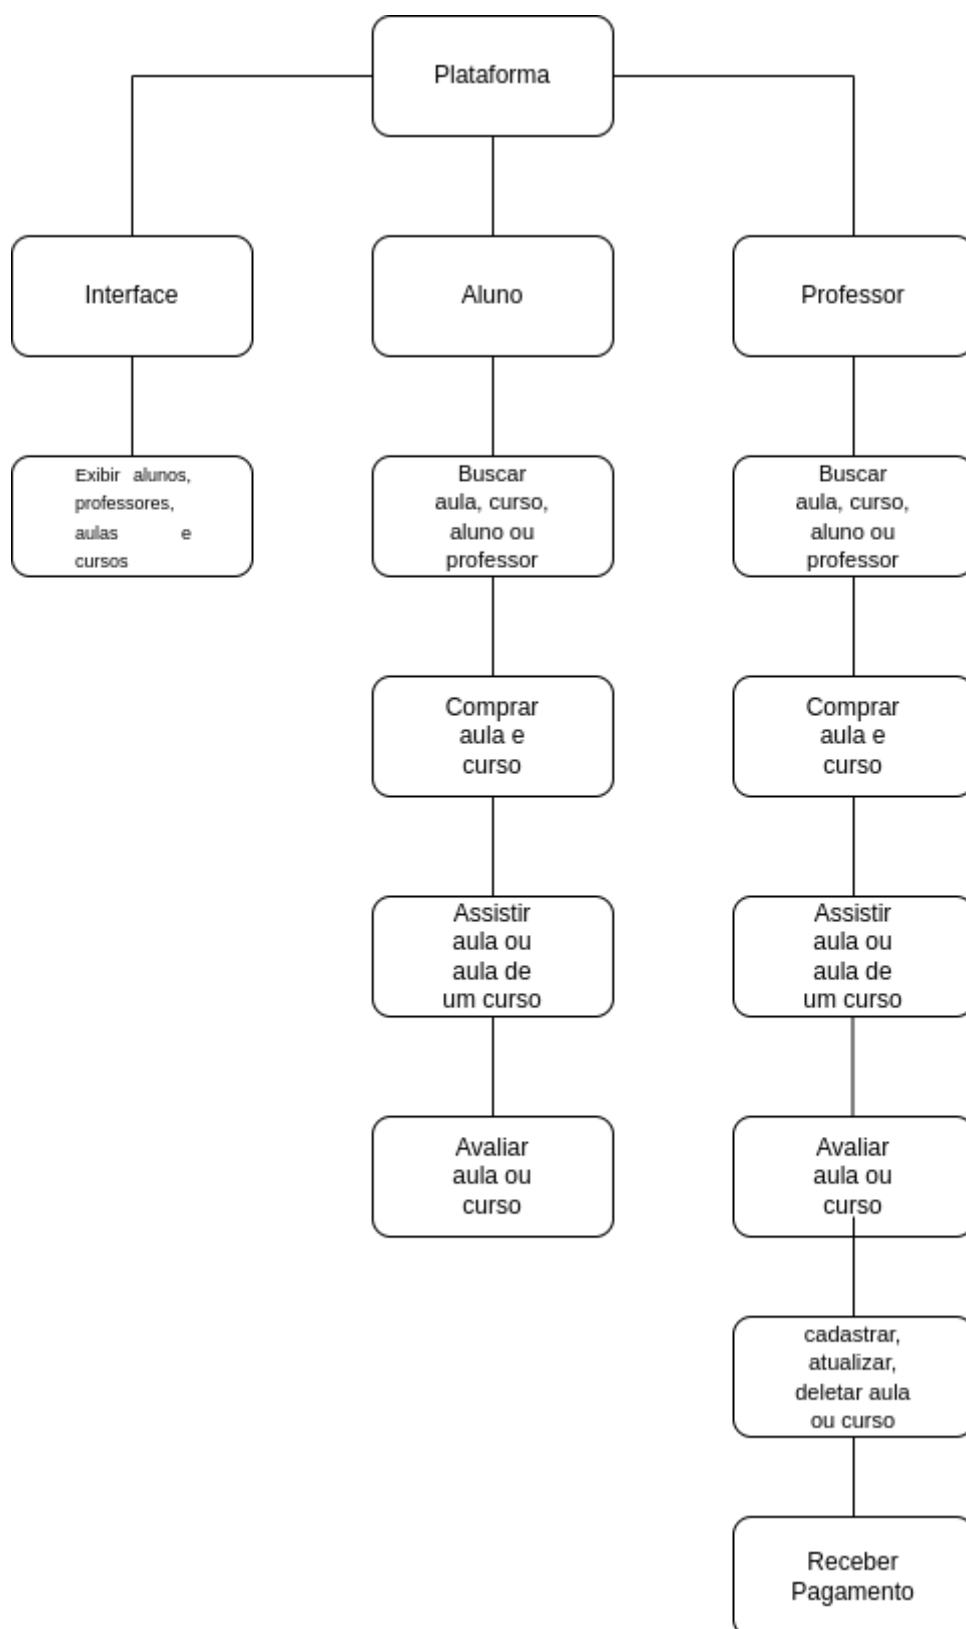 Plataforma
Interface
Aluno
Professor
Exibir alunos,
professores,
aulas e
cursos
Buscar
aula, curso,
aluno ou
professor
Buscar
aula, curso,
aluno ou
professor
Comprar
aula e
curso
Comprar
aula e
curso
Assistir
aula ou
aula de
um curso
Assistir
aula ou
aula de
um curso
Avaliar
aula ou
curso
Avaliar
aula ou
curso
cadastrar,
atualizar,
deletar aula
ou curso
Receber
Pagamento